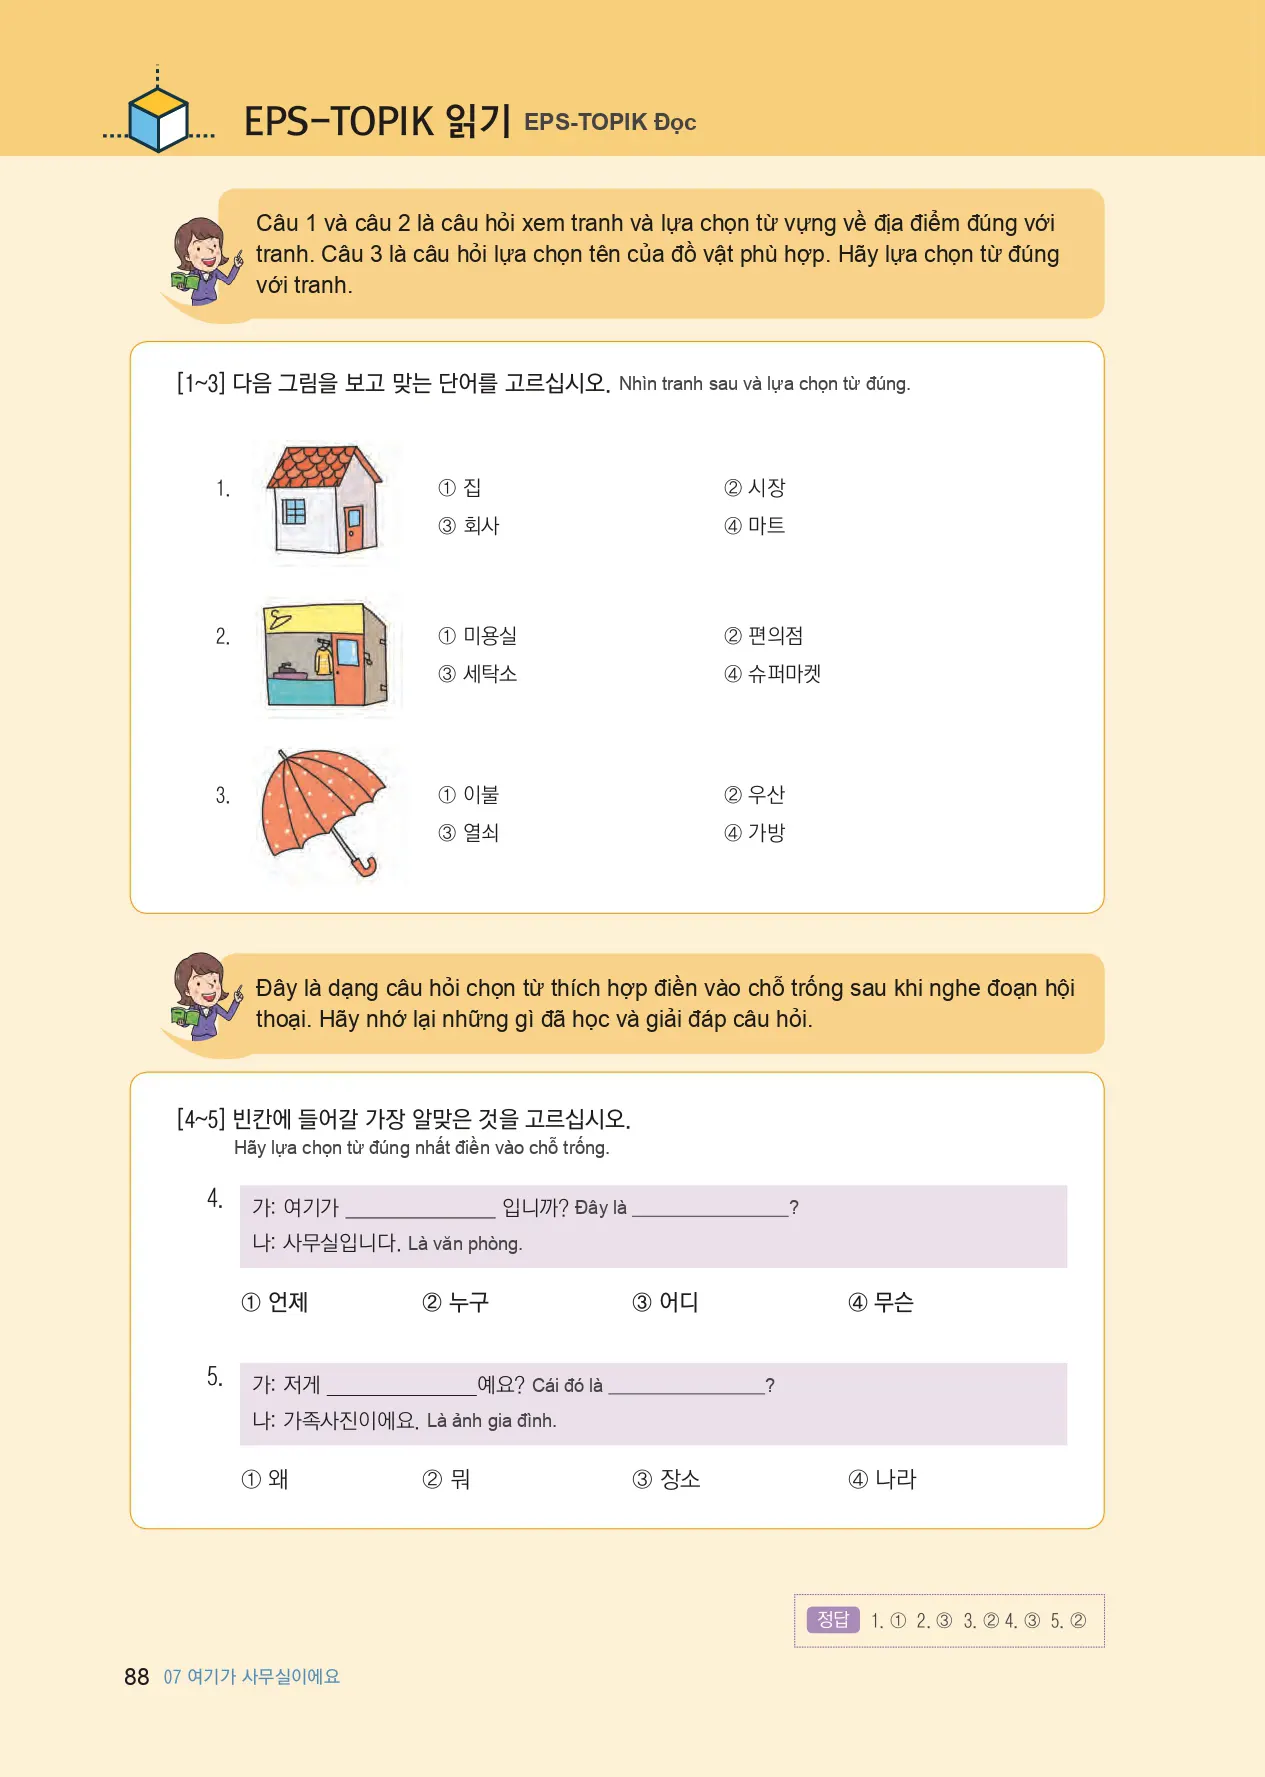 EPS-TOPIK 읽기 EPS-TOPIK Đọc
Câu 1 và câu 2 là câu hỏi xem tranh và lựa chọn từ vựng về địa điểm đúng với
tranh. Câu 3 là câu hỏi lựa chọn tên của đồ vật phù hợp. Hãy lựa chọn từ đúng
với tranh.
[1~3] 다음 그림을 보고 맞는 단어를 고르십시오. Nhìn tranh sau và lựa chọn từ đúng.
1. ① 집 ② 시장
③ 회사 ④ 마트
2. ① 미용실 ② 편의점
③ 세탁소 ④ 슈퍼마켓
3. ① 이불 ② 우산
③ 열쇠 ④ 가방
Đây là dạng câu hỏi chọn từ thích hợp điền vào chỗ trống sau khi nghe đoạn hội
thoại. Hãy nhớ lại những gì đã học và giải đáp câu hỏi.
[4~5] 빈칸에 들어갈 가장 알맞은 것을 고르십시오.
Hãy lựa chọn từ đúng nhất điền vào chỗ trống.
4. 가: 여기가 ______________ 입니까? Đây là ________________?
나: 사무실입니다. Là văn phòng.
① 언제 ② 누구 ③ 어디 ④ 무슨
5. 가: 저게 ______________예요? Cái đó là ________________?
나: 가족사진이에요. Là ảnh gia đình.
① 왜 ② 뭐 ③ 장소 ④ 나라
정답 1. ① 2. ③ 3. ② 4. ③ 5. ②
88 07 여기가 사무실이에요